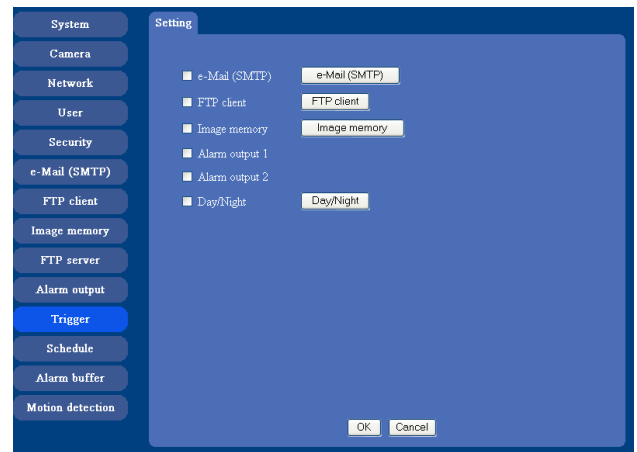 System
Camera
Network
User
Security
e-Mail (SMTP)
FTP client
Image memory
FTP server
Alarm output
Trigger
Schedule
Alarm buffer
Motion detection
Setting
e-Mail (SMTP) e-Mail (SMTP)
FTP client FTP client
Image memory Image memory
Alarm output 1
Alarm output 2
Day/Night Day/Night
OK Cancel